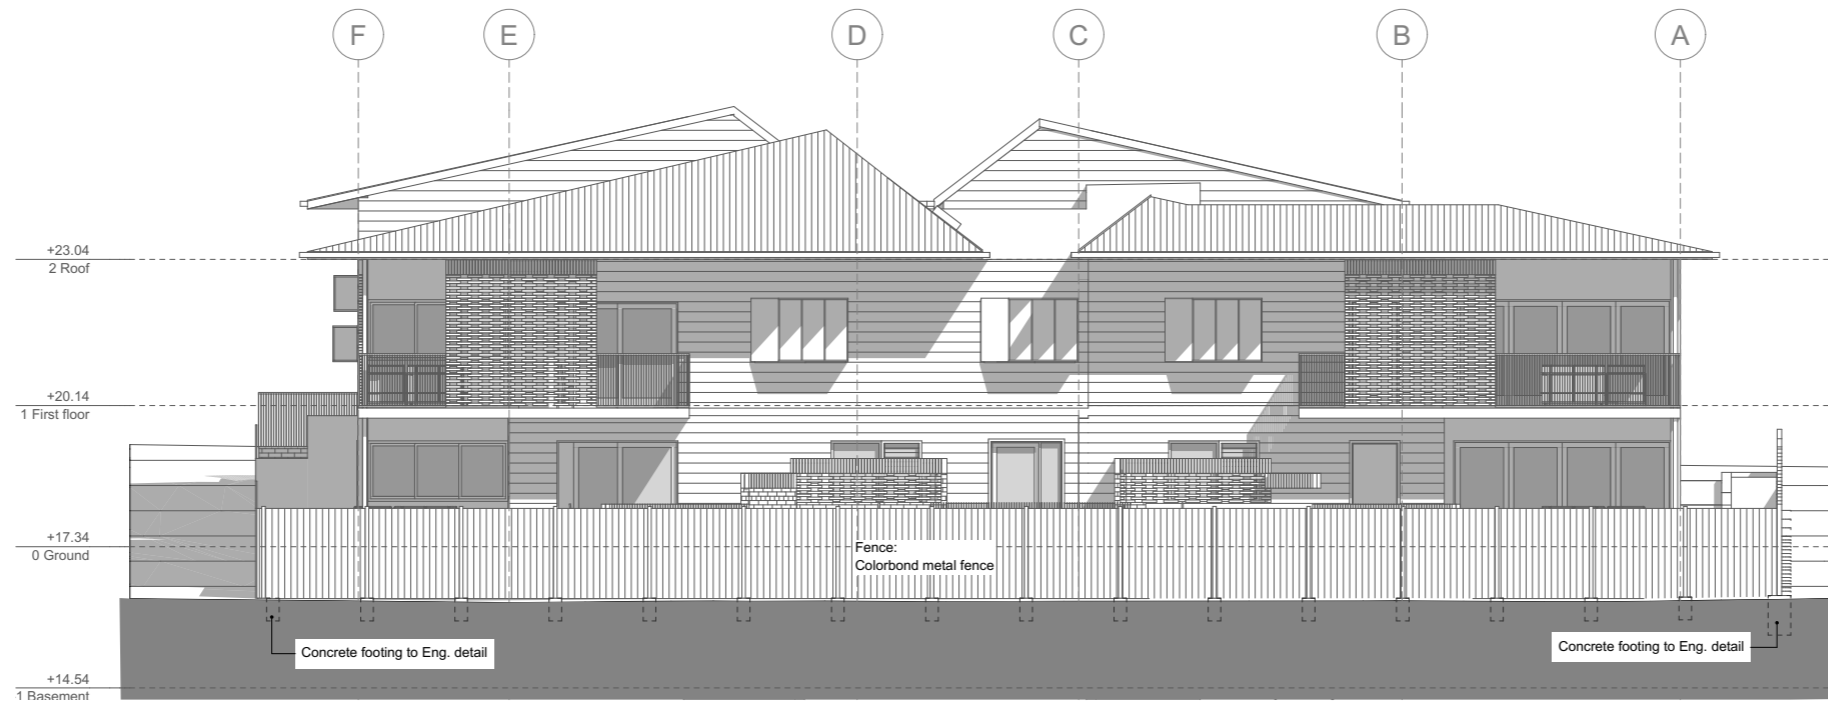 F E D C B A
+23.04
2 Roof
+20.14
1 First floor
+17.34
0 Ground
Fence:
Colorbond metal fence
Concrete footing to Eng. detail
Concrete footing to Eng. detail
+14.54
1 Basement